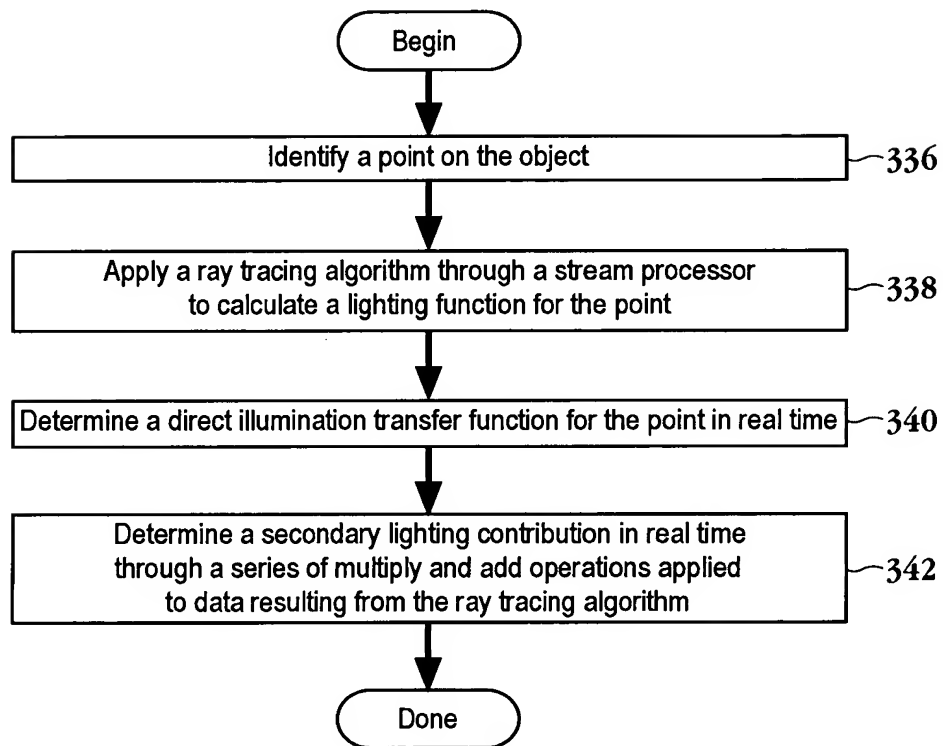 Begin
Identify a point on the object
336
Apply a ray tracing algorithm through a stream processor
to calculate a lighting function for the point
338
Determine a direct illumination transfer function for the point in real time
340
Determine a secondary lighting contribution in real time
through a series of multiply and add operations applied
to data resulting from the ray tracing algorithm
342
Done